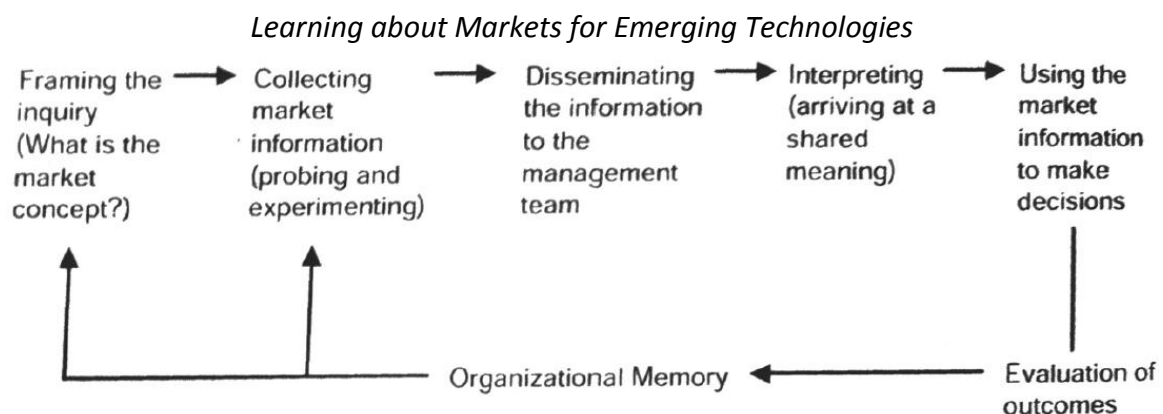 Learning about Markets for Emerging Technologies
Framing the
inquiry
(What is the
market
concept?)
Collecting
market
information
(probing and
experimenting)
Disseminating
the information
to the
management
team
Interpreting
(arriving at a
shared
meaning)
Using the
market
information
to make
decisions
Organizational Memory
Evaluation of
outcomes